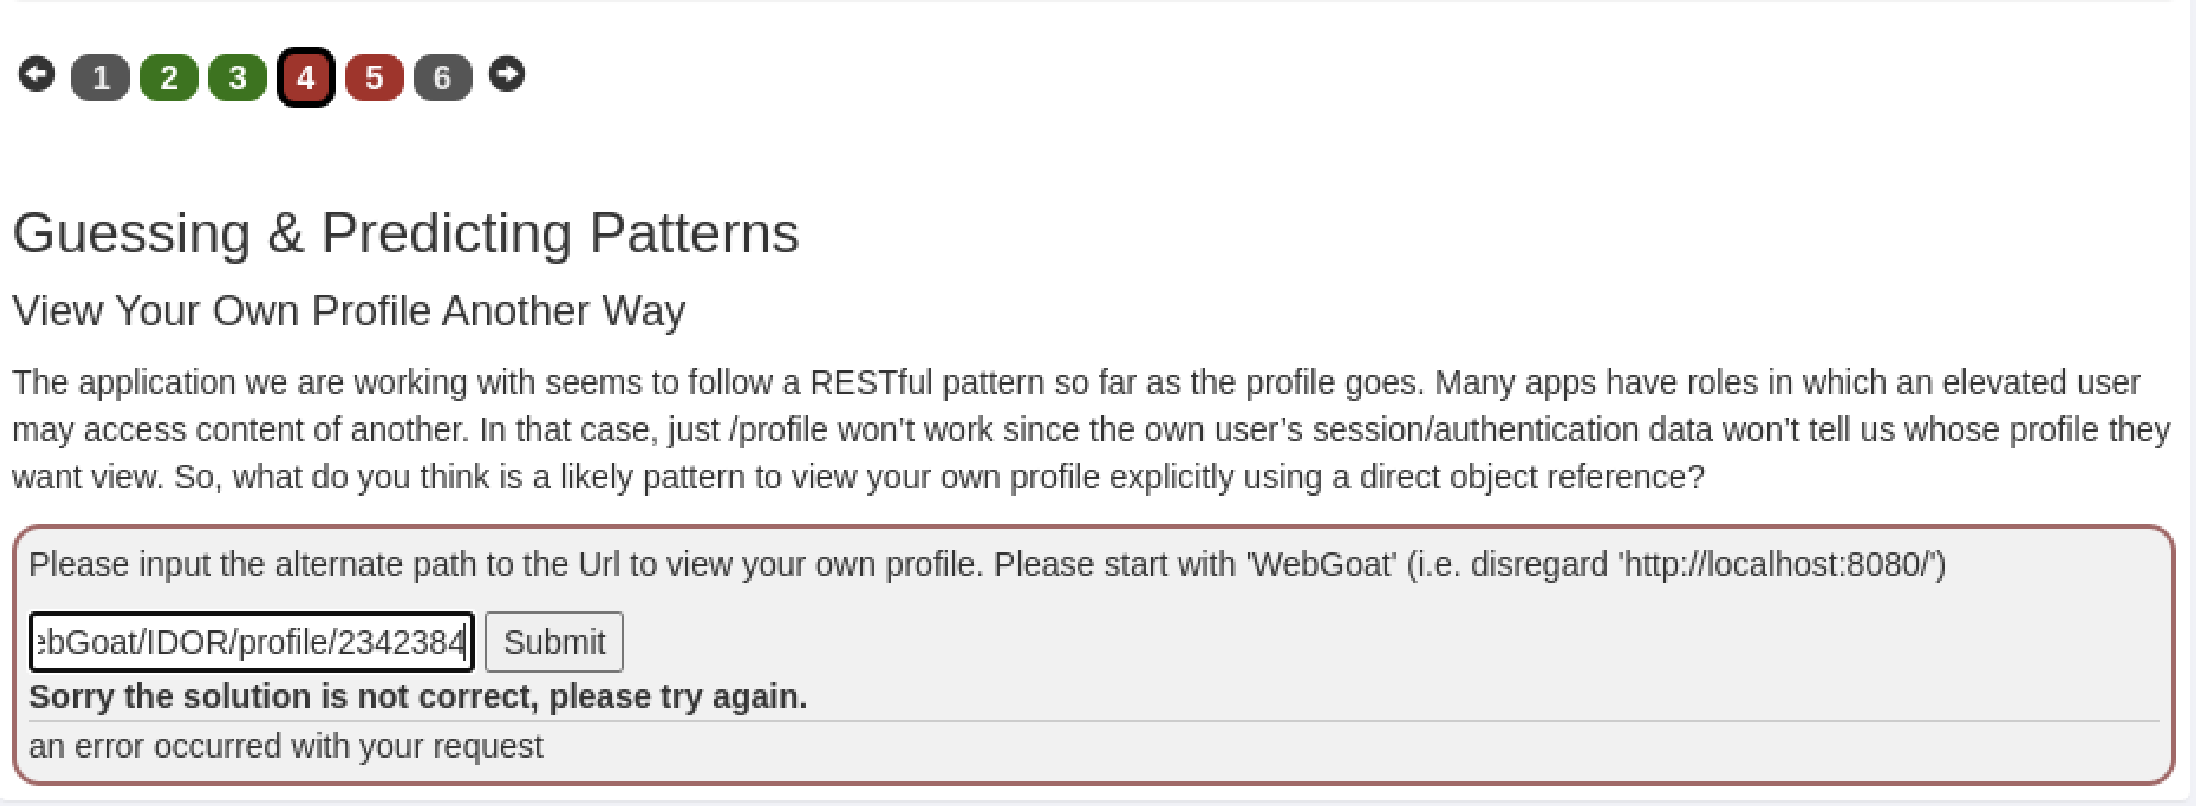 1 2 3 4 5 6
Guessing & Predicting Patterns
View Your Own Profile Another Way
The application we are working with seems to follow a RESTful pattern so far as the profile goes. Many apps have roles in which an elevated user
may access content of another. In that case, just /profile won't work since the own user's session/authentication data won't tell us whose profile they
want view. So, what do you think is a likely pattern to view your own profile explicitly using a direct object reference?
Please input the alternate path to the Url to view your own profile. Please start with 'WebGoat' (i.e. disregard 'http://localhost:8080/')
ebGoat/IDOR/profile/2342384 Submit
Sorry the solution is not correct, please try again.
an error occurred with your request